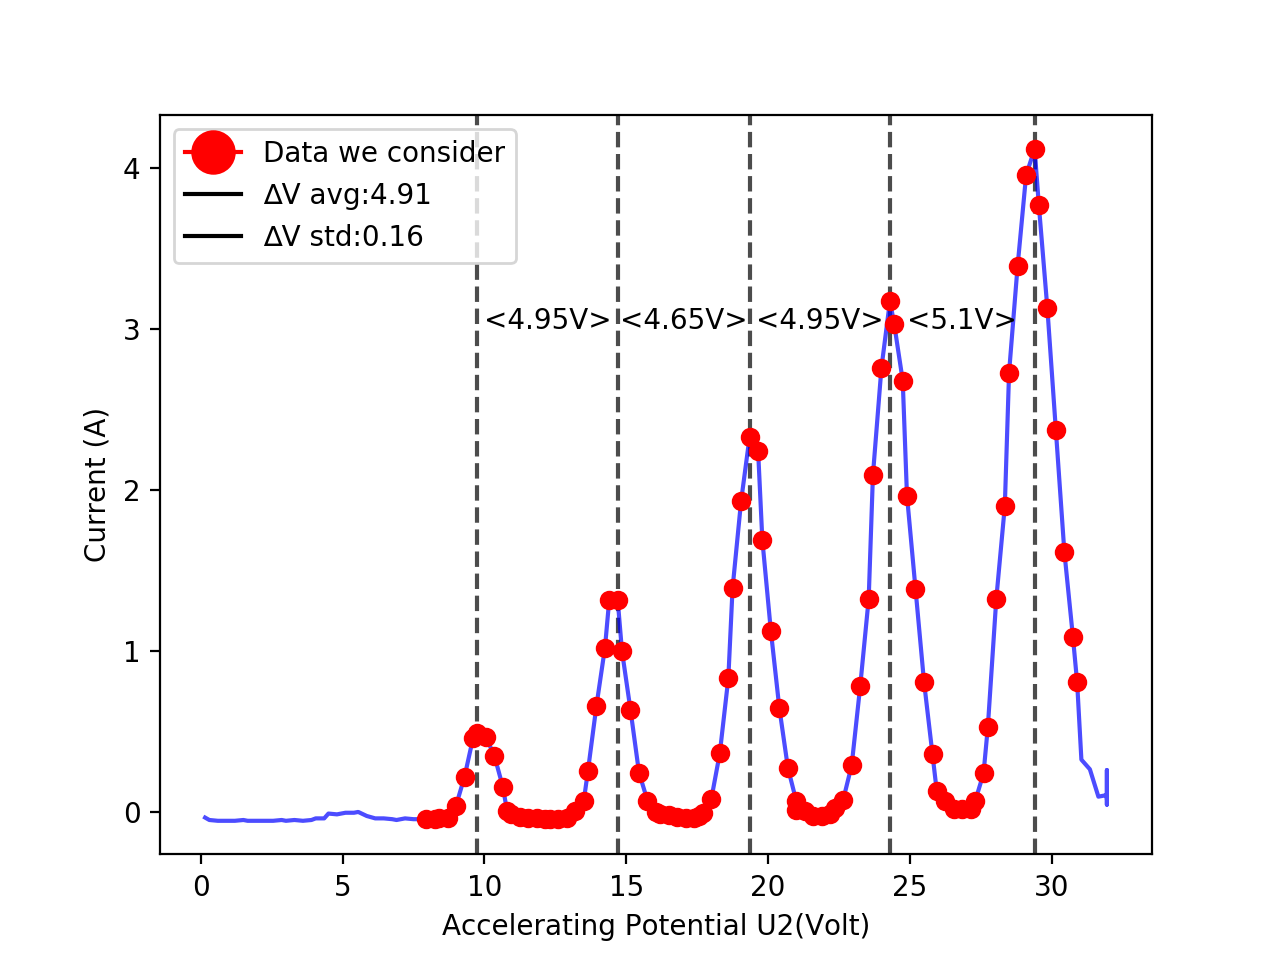 Data we consider
ΔV avg:4.91
ΔV std:0.16
<4.95V> <4.65V> <4.95V> <5.1V>
4
3
2
1
0
Current (A)
0 5 10 15 20 25 30
Accelerating Potential U2(Volt)